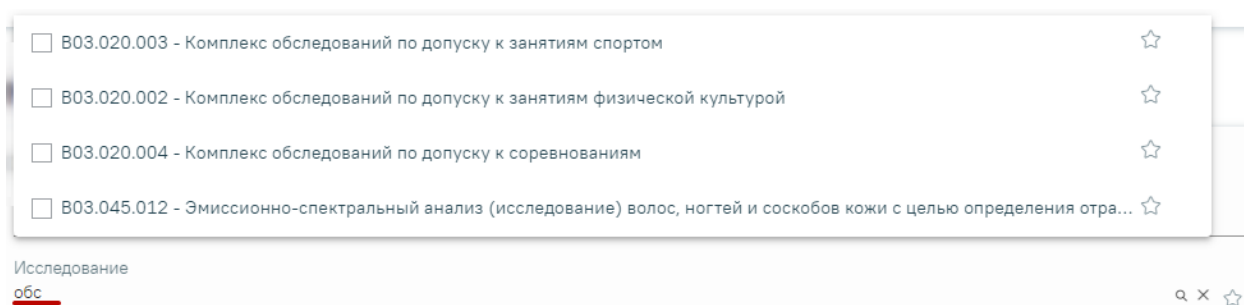 B03.020.003 - Комплекс обследований по допуску к занятиям спортом
B03.020.002 - Комплекс обследований по допуску к занятиям физической культурой
B03.020.004 - Комплекс обследований по допуску к соревнованиям
B03.045.012 - Эмиссионно-спектральный анализ (исследование) волос, ногтей и соскобов кожи с целью определения отра...
Исследование
обс